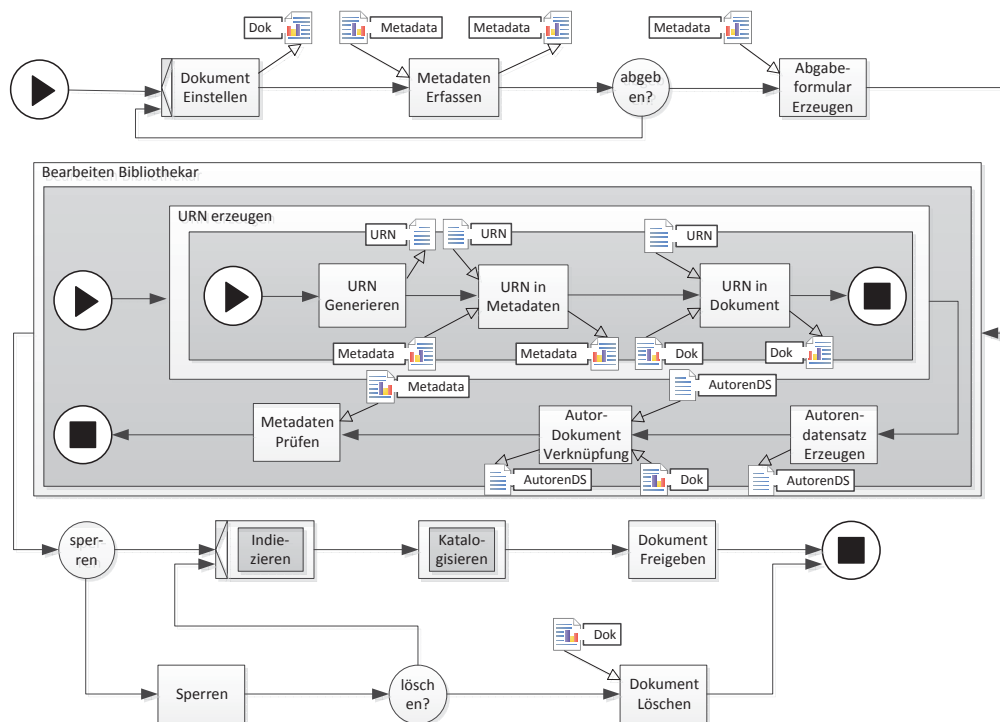 Dok
Metadata
Metadata
Metadata
Dokument
Einstellen
Metadaten
Erfassen
abgeb
en?
Abgabe-
formular
Erzeugen
Bearbeiten Bibliothekar
URN erzeugen
URN
URN
URN
URN
Generieren
URN in
Metadaten
URN in
Dokument
Metadata
Metadata
Dok
Dok
Metadata
AutorenDS
Metadaten
Prüfen
Autor-
Dokument
Verknüpfung
Autoren
datensatz
Erzeugen
AutorenDS
Dok
AutorenDS
sper-
ren
Indie-
zieren
Katalo-
gisieren
Dokument
Freigeben
Dok
Sperren
lösch
en?
Dokument
Löschen